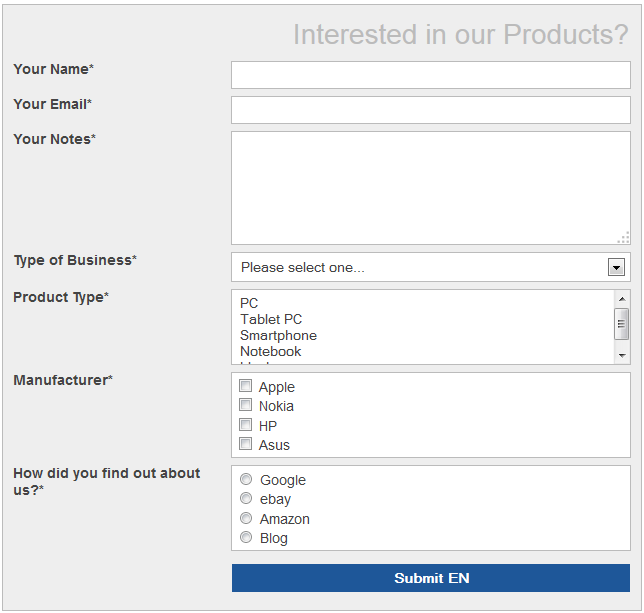 Interested in our Products?
Your Name*
Your Email*
Your Notes*
Type of Business*
Please select one...
Product Type*
PC
Tablet PC
Smartphone
Notebook
Manufacturer*
Apple
Nokia
HP
Asus
How did you find out about
us?*
Google
ebay
Amazon
Blog
Submit EN